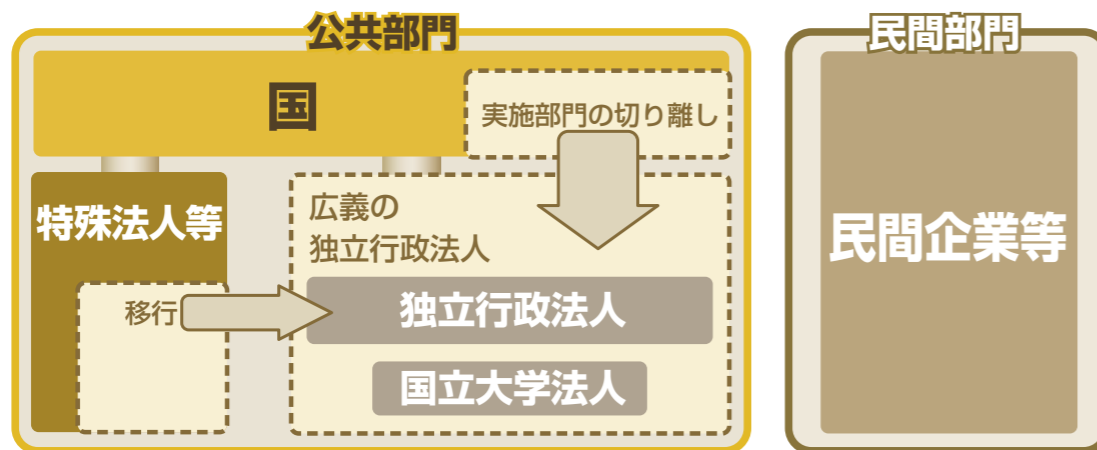 公共部門
国
実施部門の切り離し
特殊法人等
移行
広義の
独立行政法人
独立行政法人
国立大学法人
民間部門
民間企業等